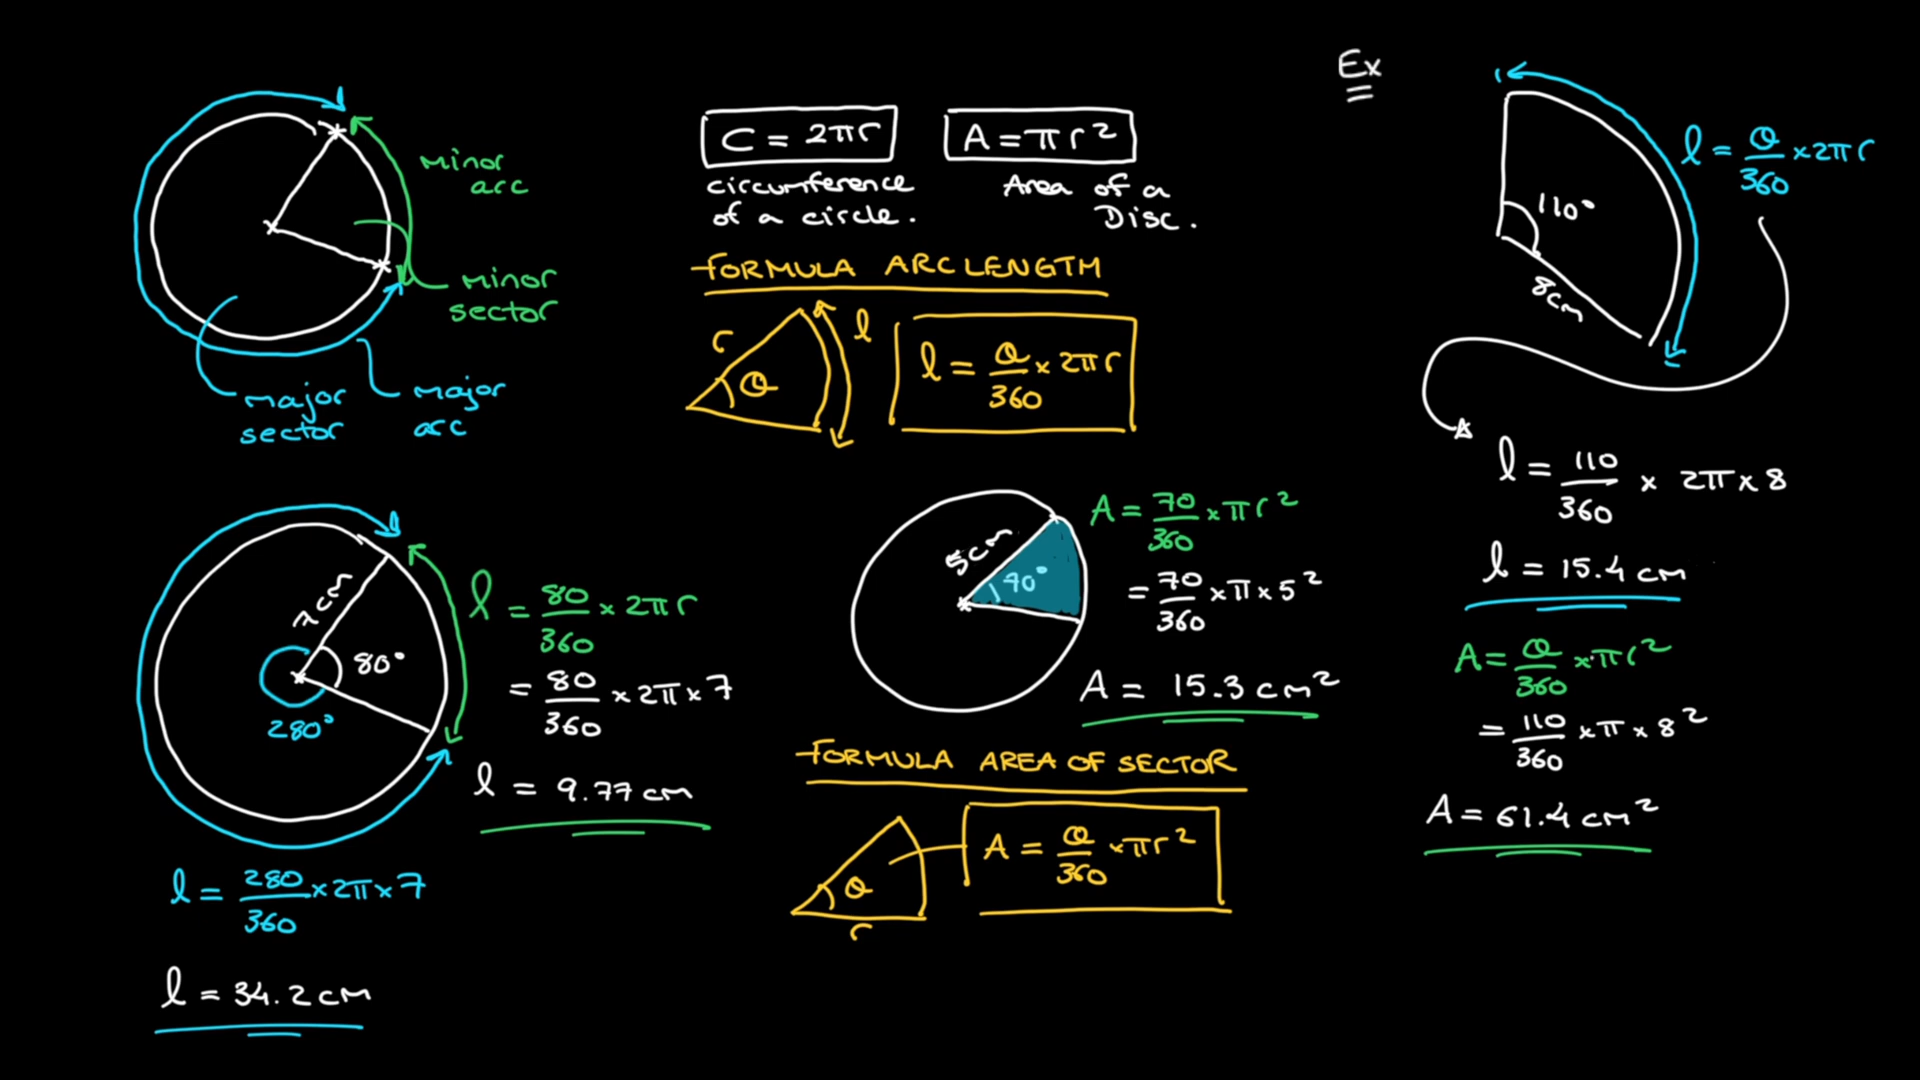 Minor
arc
Minor
sector
major
sector
major
arc
C = 2πr
circumference
of a circle.
A = πr²
Area of a
Disc.
FORMULA ARC LENGTH
r
θ
l
l = θ/360 × 2πr
7cm
80°
280°
l = 80/360 × 2πr
= 80/360 × 2π × 7
l = 9.77 cm
l = 280/360 × 2π × 7
l = 34.2 cm
5cm
70°
A = 70/360 × πr²
= 70/360 × π × 5²
A = 15.3 cm²
FORMULA AREA OF SECTOR
θ
r
A = θ/360 × πr²
Ex
110°
8cm
l = θ/360 × 2πr
l = 110/360 × 2π × 8
l = 15.4 cm
A = θ/360 × πr²
= 110/360 × π × 8²
A = 61.4 cm²